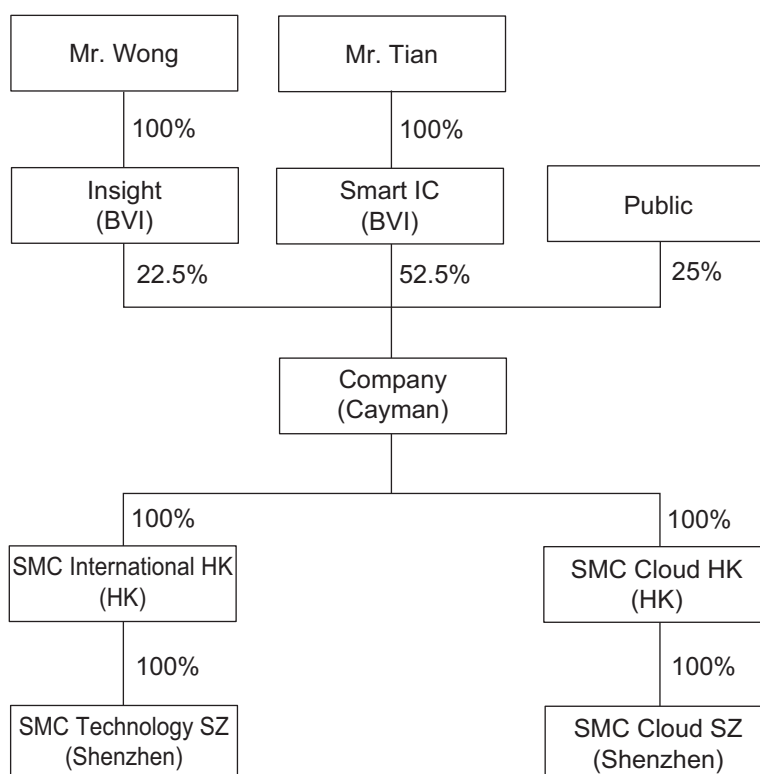 Mr. Wong
Mr. Tian
100%
100%
Insight
(BVI)
Smart IC
(BVI)
Public
22.5%
52.5%
25%
Company
(Cayman)
100%
100%
SMC International HK
(HK)
SMC Cloud HK
(HK)
100%
100%
SMC Technology SZ
(Shenzhen)
SMC Cloud SZ
(Shenzhen)